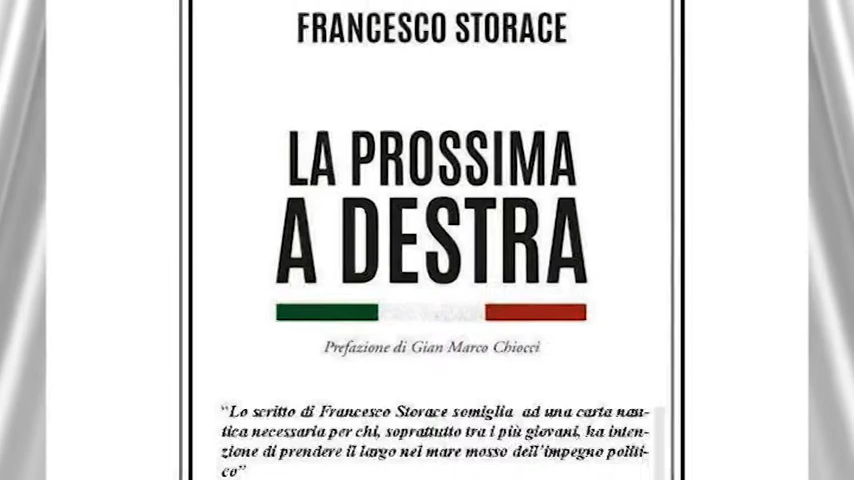 FRANCESCO STORACE
LA PROSSIMA
A DESTRA
Prefazione di Gian Marco Chiocci
"Lo scritto di Francesco Storace somiglia ad una carta nau-
tica necessaria per chi, soprattutto tra i più giovani, ha inten-
zione di prendere il largo nel mare mosso dell'impegno politi-
co"